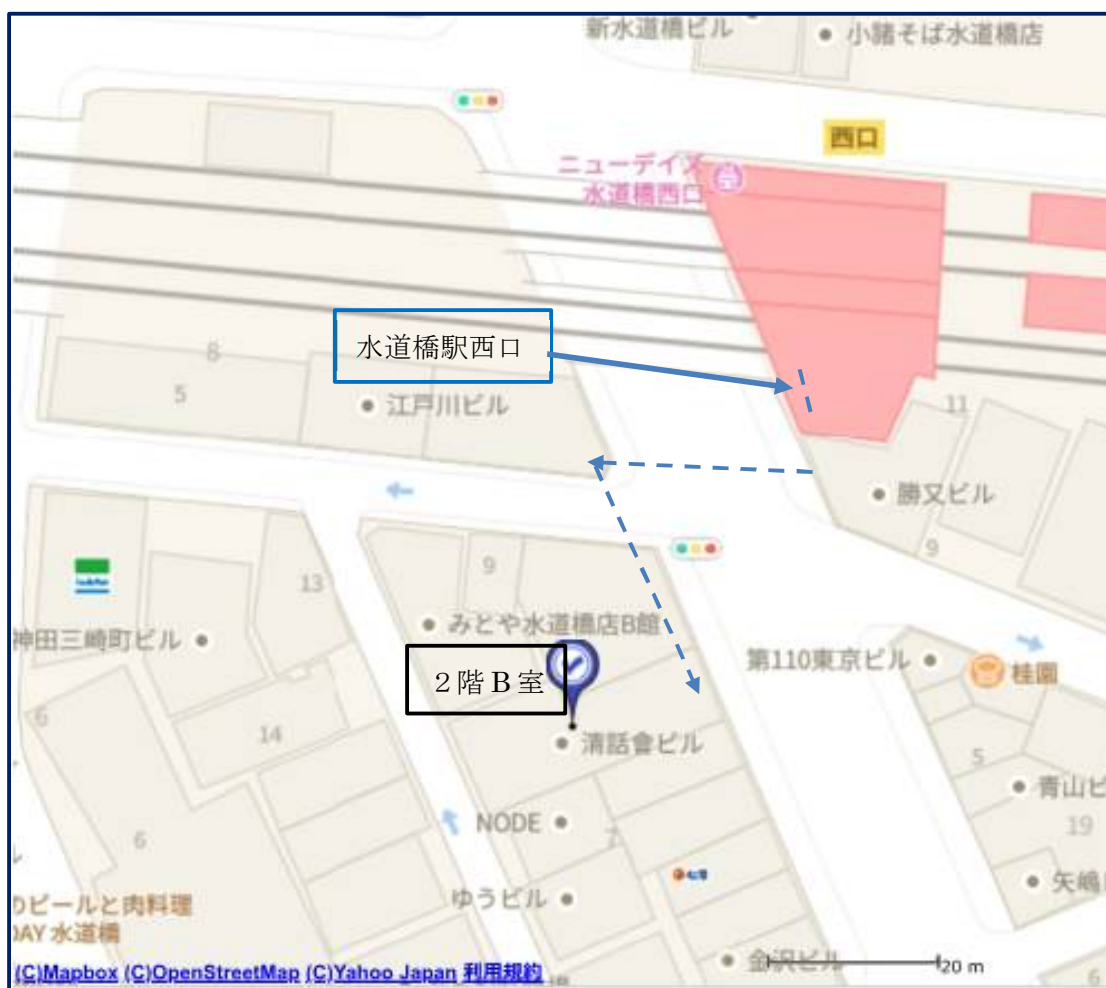 新水道橋ビル
小諸そば水道橋店
西口
ニューデイズ
水道橋西口
水道橋駅西口
8
5
江戸川ビル
11
勝又ビル
9
9
13
みとや水道橋店B館
神田三崎町ビル
2階B室
第110東京ビル
桂園
6
14
清話會ビル
5
青山ビ
19
NODE
7
6
矢嶋
ゆうビル
のビールと肉料理
DAY 水道橋
金沢ビル
20 m
6
(C)Mapbox (C)OpenStreetMap (C)Yahoo Japan 利用規約